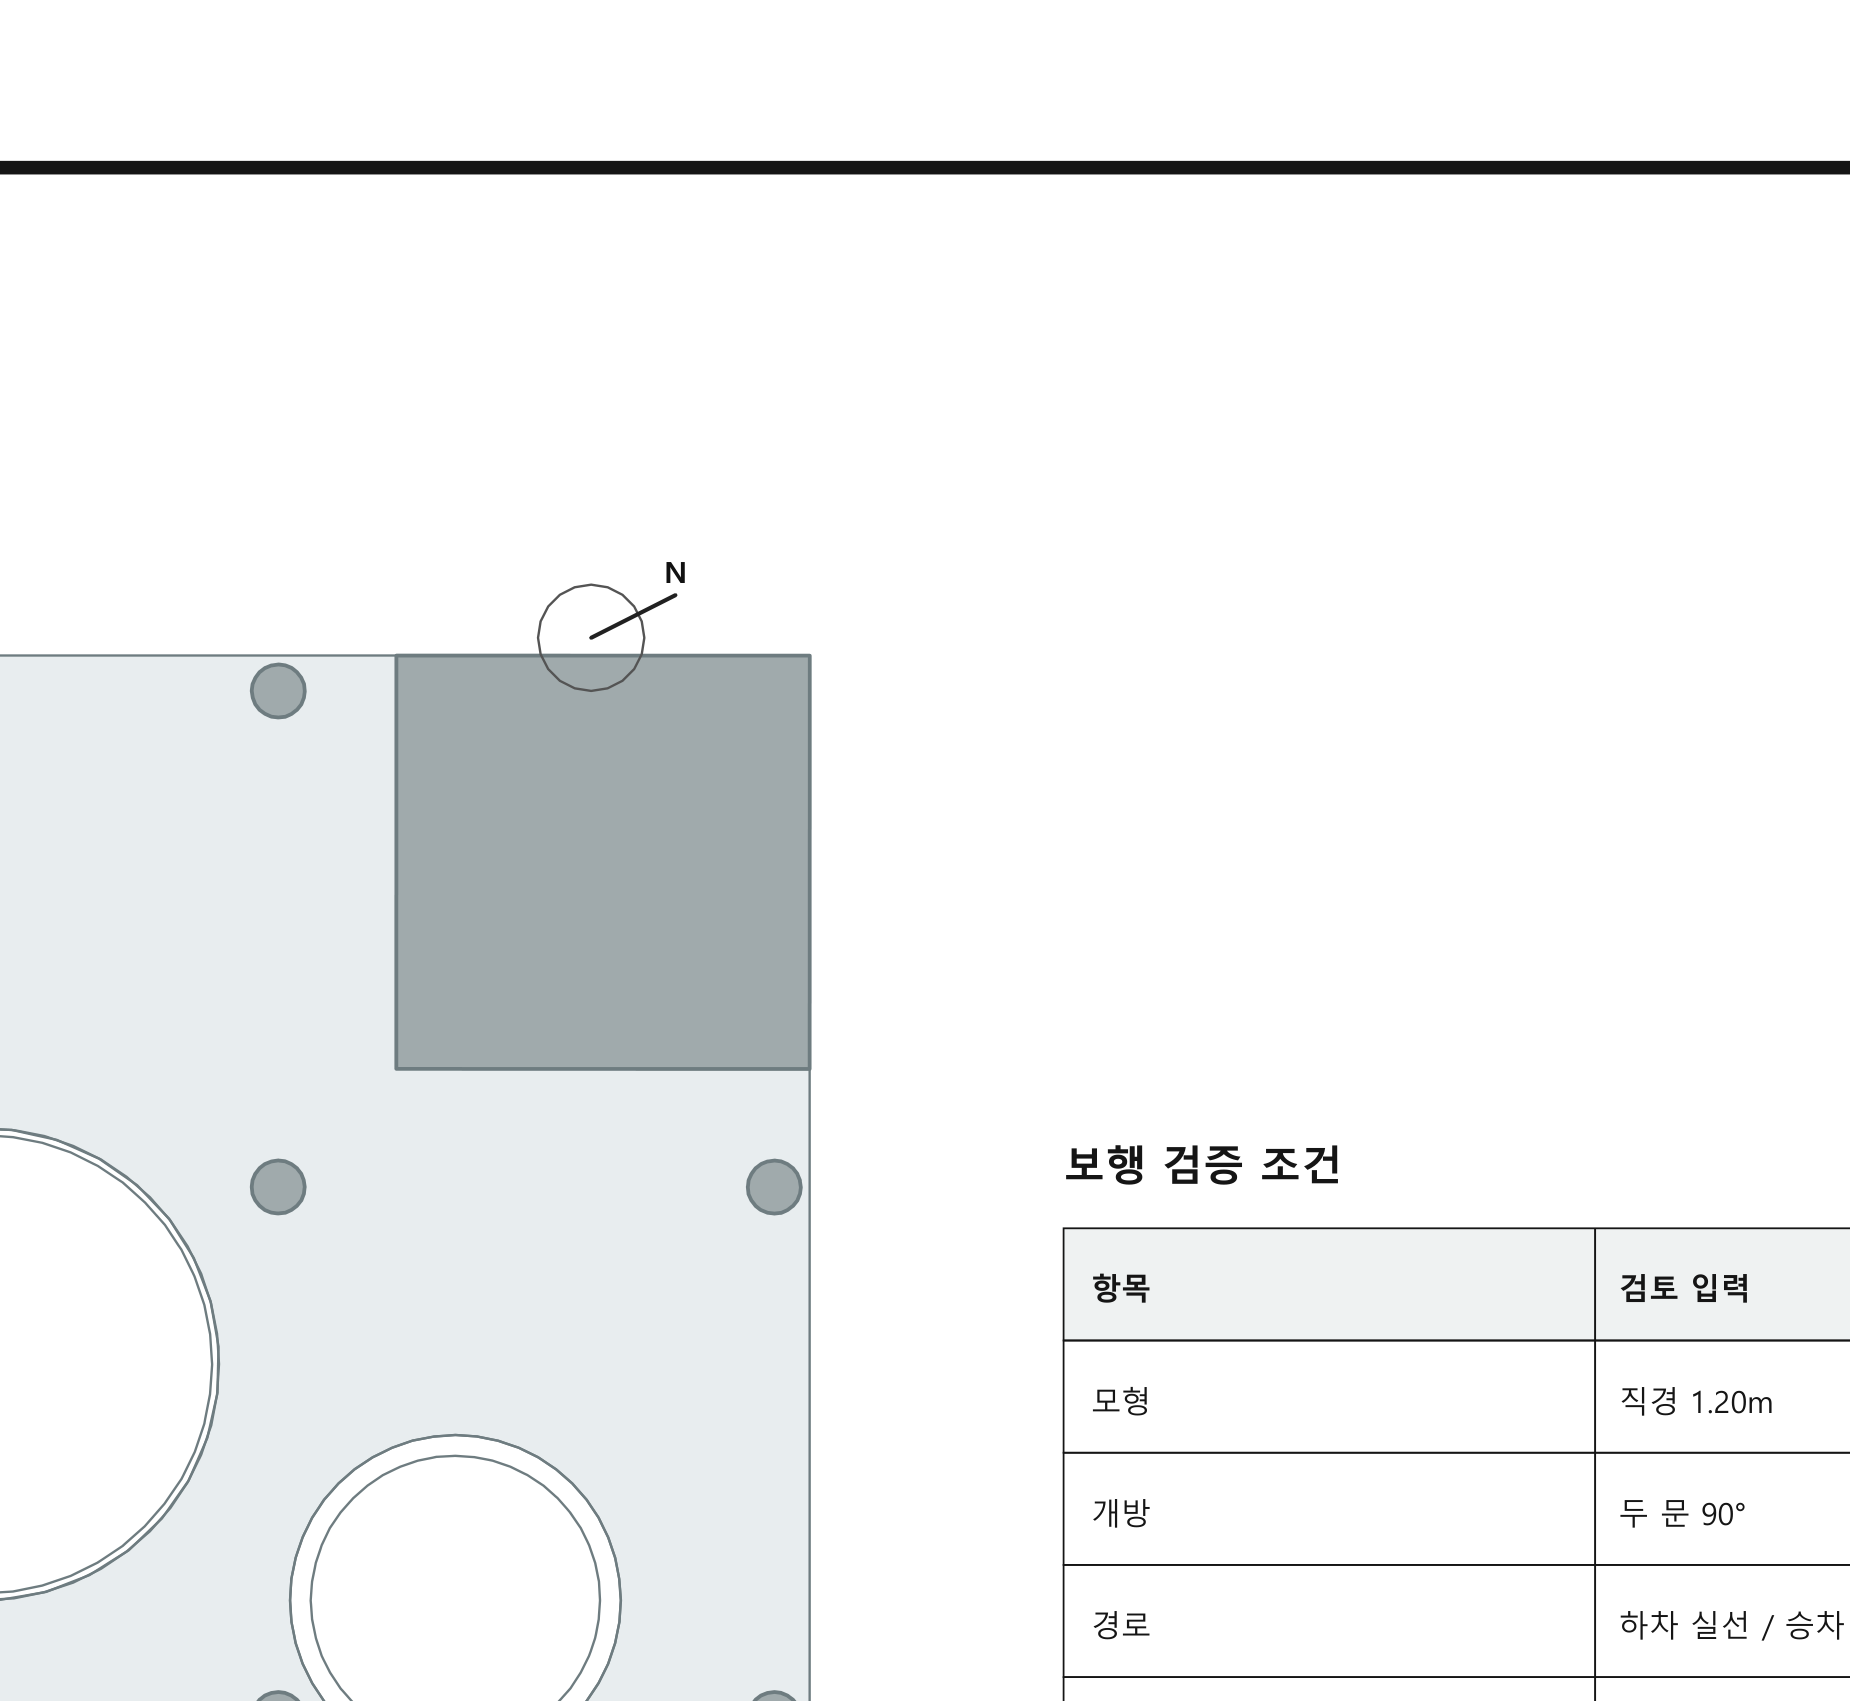 N
보행 검증 조건
항목 검토 입력
모형 직경 1.20m
개방 두 문 90°
경로 하차 실선 / 승차